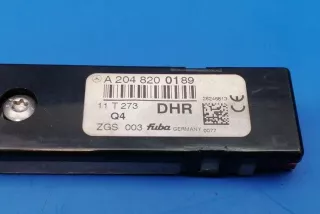 A 204 820 0189
11 T 273
DHR
Q4
ZGS 003 fuba GERMANY